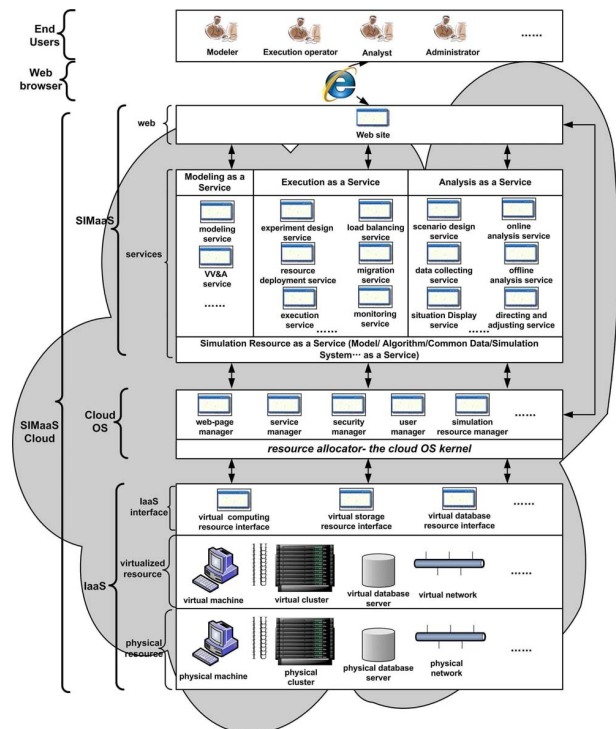 End
Users
Modeler
Execution operator
Analyst
Administrator
……
Web
browser
web
Web site
SIMaaS
Cloud
SIMaaS
services
Modeling as a
Service
Execution as a Service
Analysis as a Service
modeling
service
experiment design
service
load balancing
service
scenario design
service
online
analysis service
VV&A
service
resource
deployment service
migration
service
data collecting
service
offline
analysis service
……
execution
service
monitoring
service
situation Display
service
directing and
adjusting service
……
……
Simulation Resource as a Service (Model/ Algorithm/Common Data/Simulation
System··· as a Service)
Cloud
OS
web-page
manager
service
manager
security
manager
user
manager
simulation
resource manager
……
resource allocator- the cloud OS kernel
IaaS
IaaS
interface
virtual computing
resource interface
virtual storage
resource interface
virtual database
resource interface
……
virtualized
resource
virtual machine
virtual cluster
virtual database
server
virtual network
……
physical
resource
physical machine
physical
cluster
physical database
server
physical
network
……